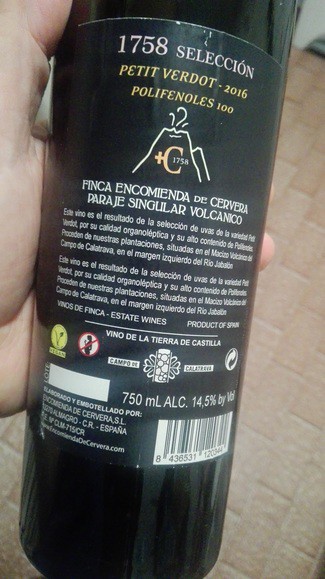 1758 SELECCIÓN
PETIT VERDOT - 2016
POLIFENOLES 100
+C 1758
FINCA ENCOMIENDA DE CERVERA
PARAJE SINGULAR VOLCÁNICO
Este vino es el resultado de la selección de uvas de la variedad Petit
Verdot, por su calidad organoléptica y su alto contenido de Polifenoles.
Proceden de nuestras plantaciones, situadas en el Macizo Volcánico del
Campo de Calatrava, en el margen izquierdo del Río Jabalón
Este vino es el resultado de la selección de uvas de la variedad Petit
Verdot, por su calidad organoléptica y su alto contenido de Polifenoles.
Proceden de nuestras plantaciones, situadas en el Macizo Volcánico del
Campo de Calatrava, en el margen izquierdo del Río Jabalón
VINOS DE FINCA - ESTATE WINES PRODUCT OF SPAIN
VINO DE LA TIERRA DE CASTILLA
VEGAN
CAMPO DE CALATRAVA
750 mL ALC. 14,5% by Vol
ELABORADO Y EMBOTELLADO POR:
ENCOMIENDA DE CERVERA, S.L.
ALMAGRO - C.R. - ESPAÑA
CLM-715/CR
EncomiendaDeCervera.com
8 436531 120344